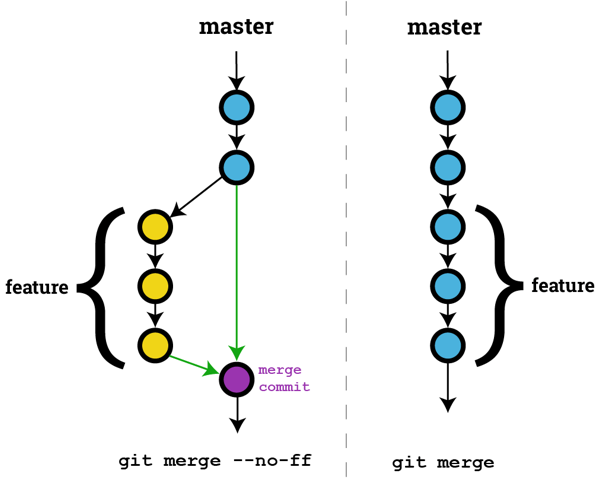 master
master
feature
feature
merge
commit
git merge --no-ff
git merge